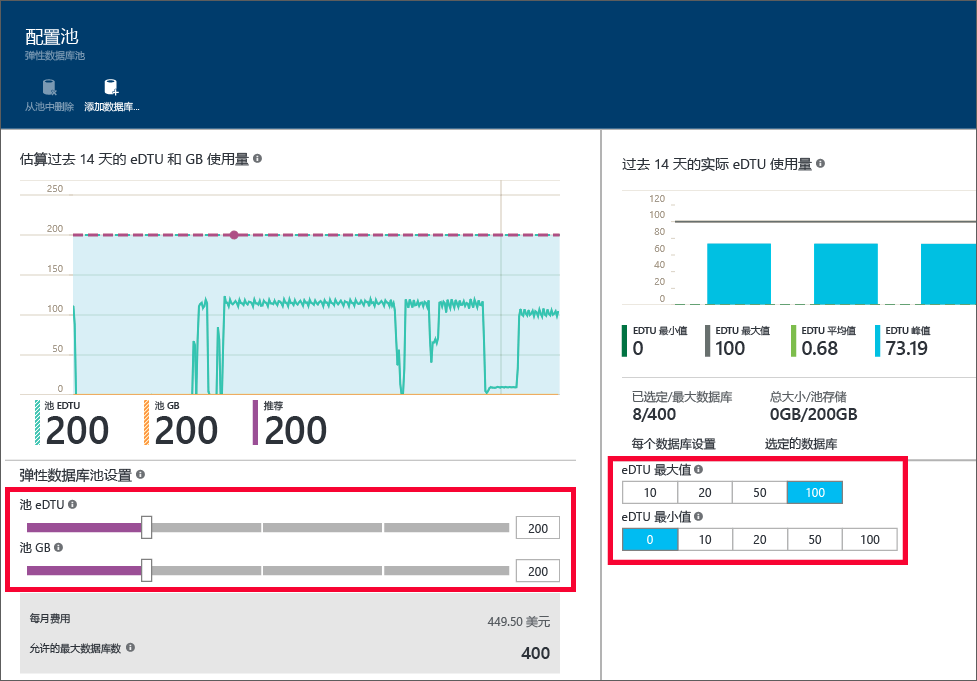 配置池
弹性数据库池
从池中删除
添加数据库...
估算过去 14 天的 eDTU 和 GB 使用量
250
200
150
100
50
0
池 EDTU
200
池 GB
200
推荐
200
弹性数据库池设置
池 eDTU
200
池 GB
200
每月费用
449.50 美元
允许的最大数据库数
400
过去 14 天的实际 eDTU 使用量
120
100
80
60
40
20
0
EDTU 最小值
0
EDTU 最大值
100
EDTU 平均值
0.68
EDTU 峰值
73.19
已选定/最大数据库
8/400
总大小/池存储
0GB/200GB
每个数据库设置
选定的数据库
eDTU 最大值
10 20 50 100
eDTU 最小值
0 10 20 50 100